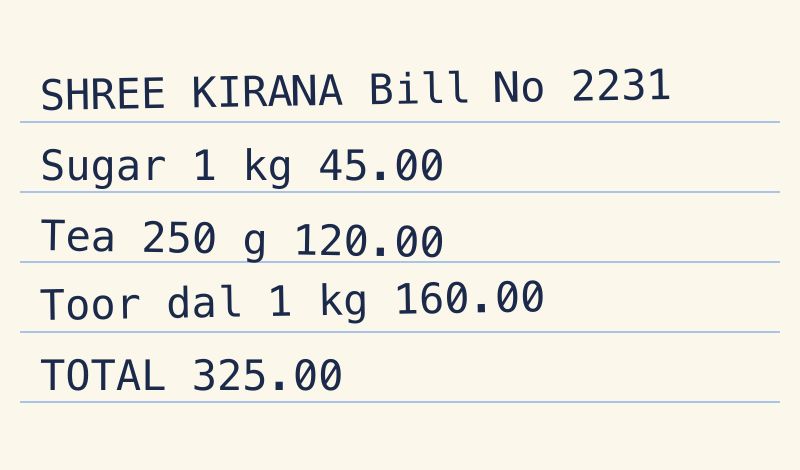 SHREE KIRANA Bill No 2231
Sugar 1 kg 45.00
Tea 250 g 120.00
Toor dal 1 kg 160.00
TOTAL 325.00